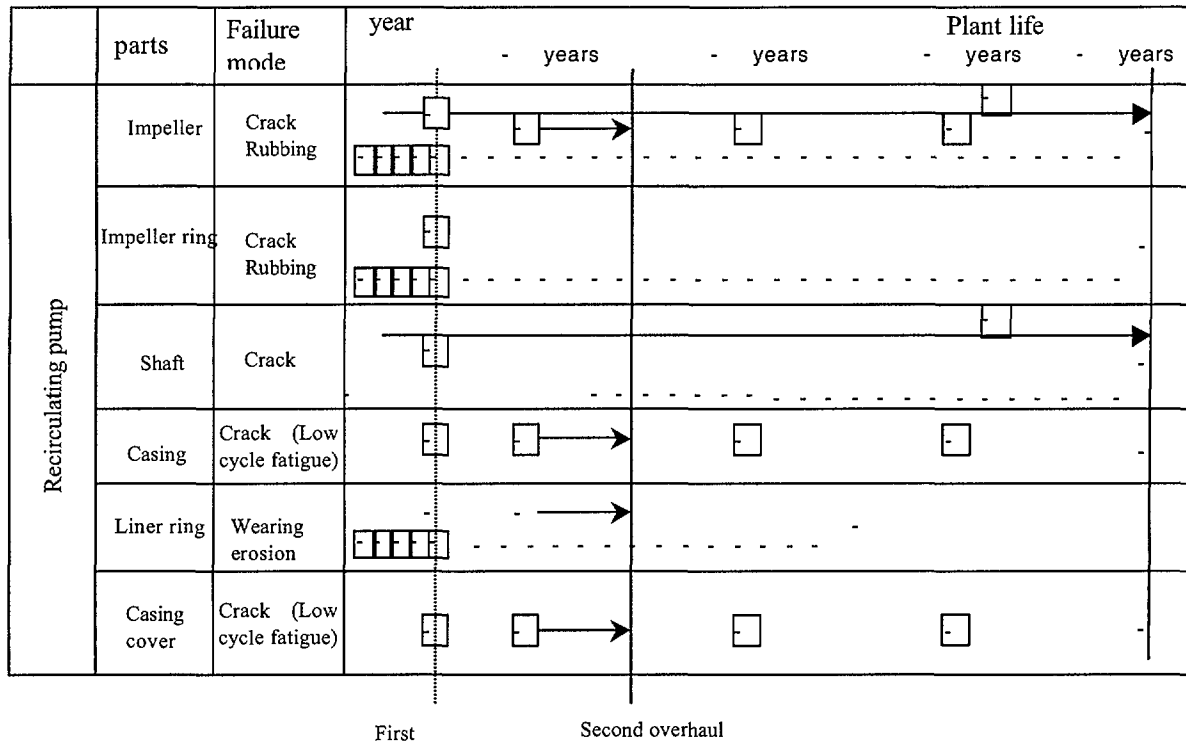 year
Plant life
parts
Failure
mode
- years
- years
- years
- years
Recirculating pump
Impeller
Crack
Rubbing
Impeller ring
Crack
Rubbing
Shaft
Crack
Casing
Crack (Low
cycle fatigue)
Liner ring
Wearing
erosion
Casing
cover
Crack (Low
cycle fatigue)
First
Second overhaul